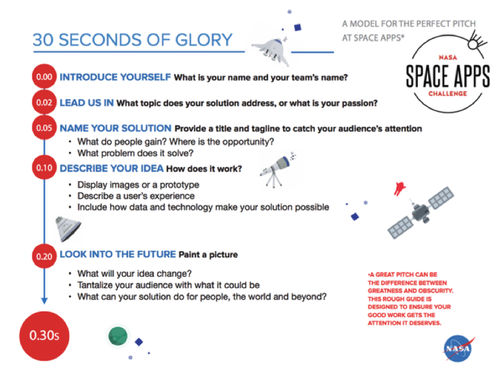 30 SECONDS OF GLORY
A MODEL FOR THE PERFECT PITCH
AT SPACE APPS*
NASA
SPACE APPS
CHALLENGE
0.00 INTRODUCE YOURSELF What is your name and your team's name?
0.02 LEAD US IN What topic does your solution address, or what is your passion?
0.05 NAME YOUR SOLUTION Provide a title and tagline to catch your audience's attention
• What do people gain? Where is the opportunity?
• What problem does it solve?
0.10 DESCRIBE YOUR IDEA How does it work?
• Display images or a prototype
• Describe a user's experience
• Include how data and technology make your solution possible
0.20 LOOK INTO THE FUTURE Paint a picture
• What will your idea change?
• Tantalize your audience with what it could be
• What can your solution do for people, the world and beyond?
0.30s
*A GREAT PITCH CAN BE
THE DIFFERENCE BETWEEN
GREATNESS AND OBSCURITY.
THIS ROUGH GUIDE IS
DESIGNED TO ENSURE YOUR
GOOD WORK GETS THE
ATTENTION IT DESERVES.
NASA